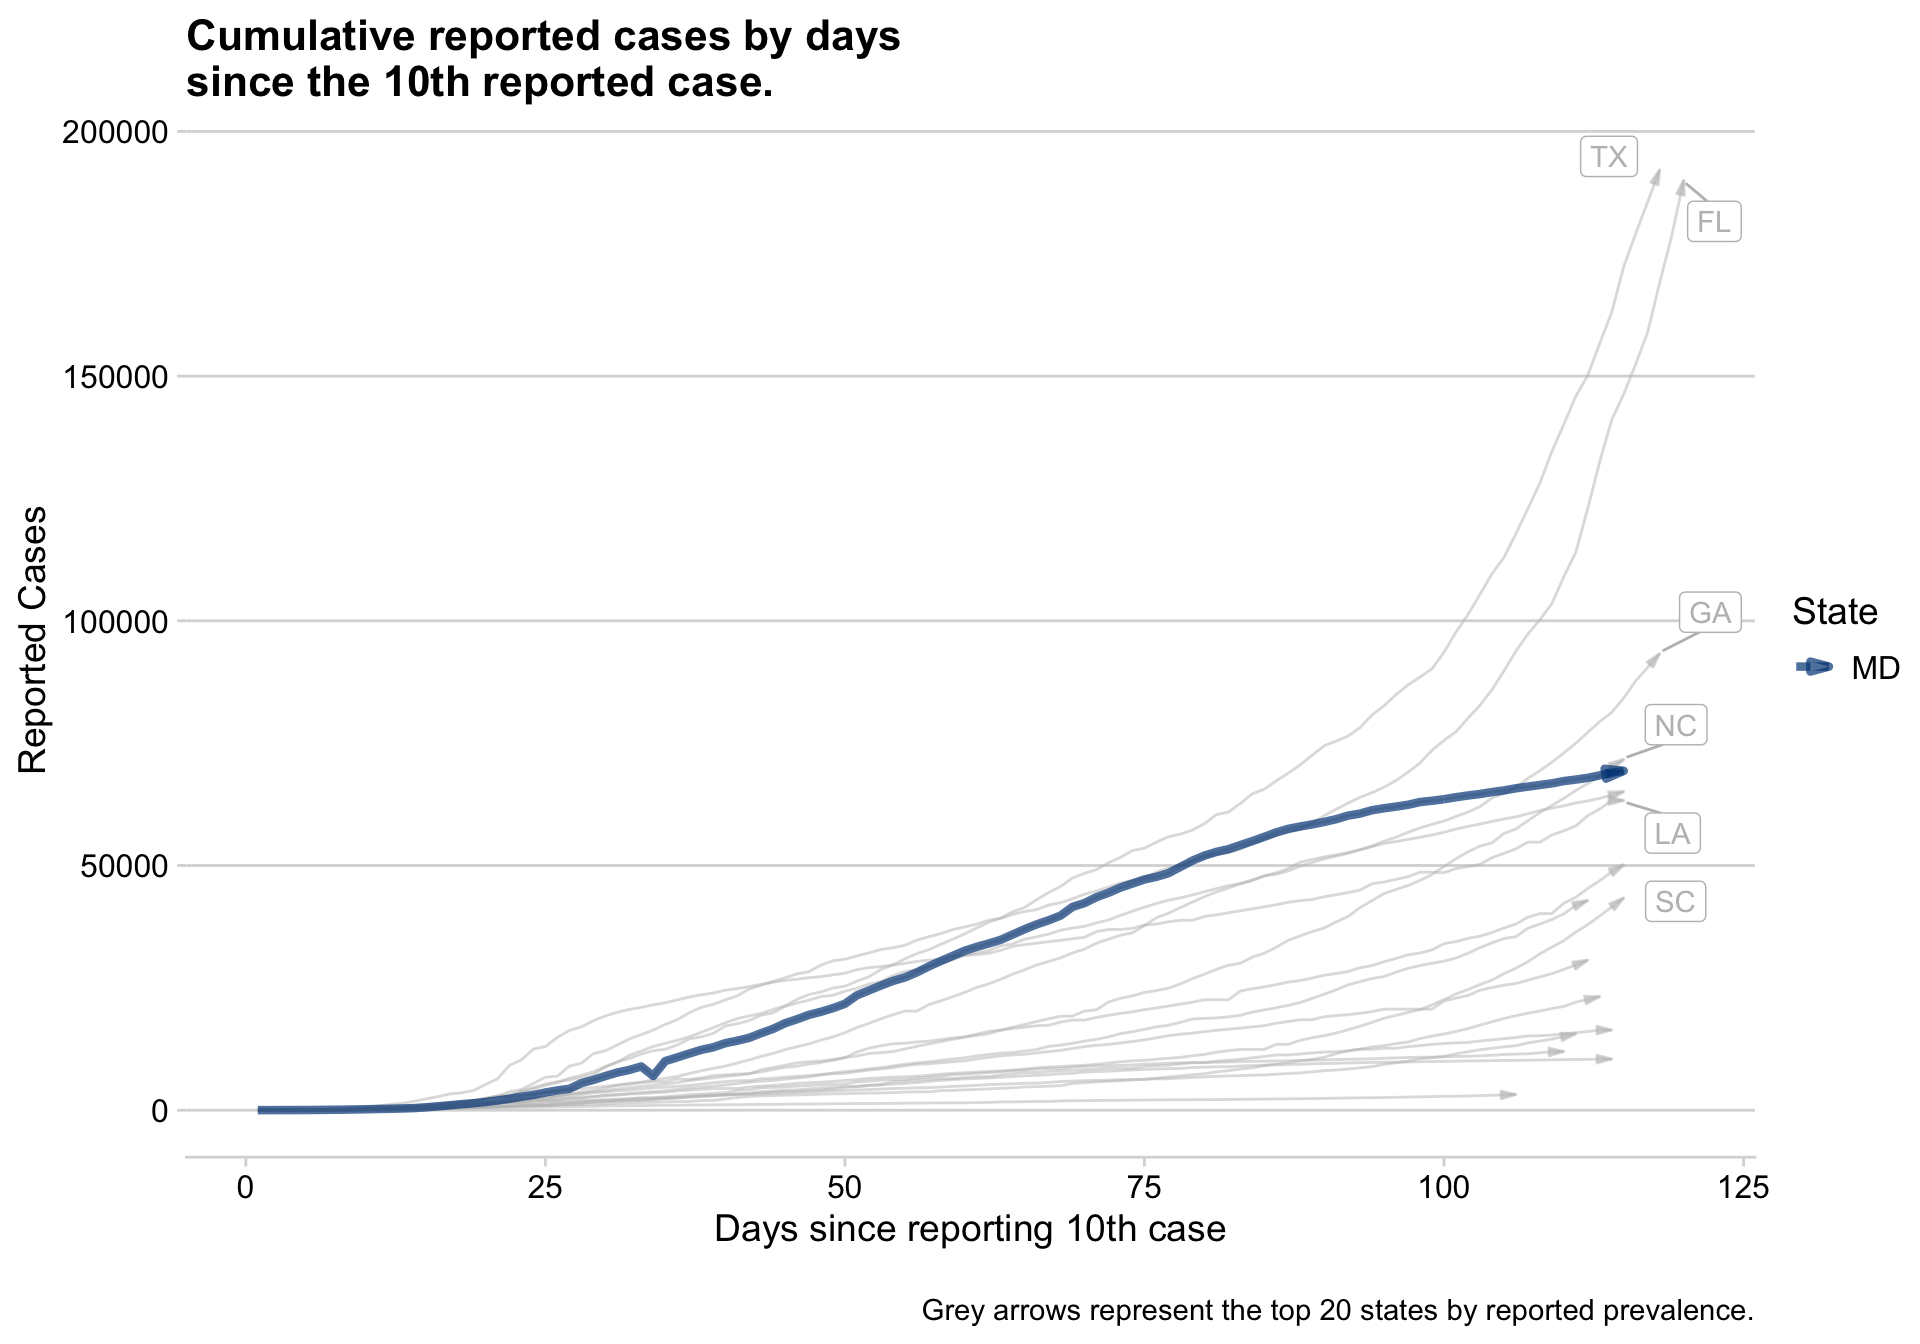 Cumulative reported cases by days
since the 10th reported case.
200000
TX
FL
150000
Reported Cases
100000
GA
State
MD
NC
LA
50000
SC
0
0 25 50 75 100 125
Days since reporting 10th case
Grey arrows represent the top 20 states by reported prevalence.